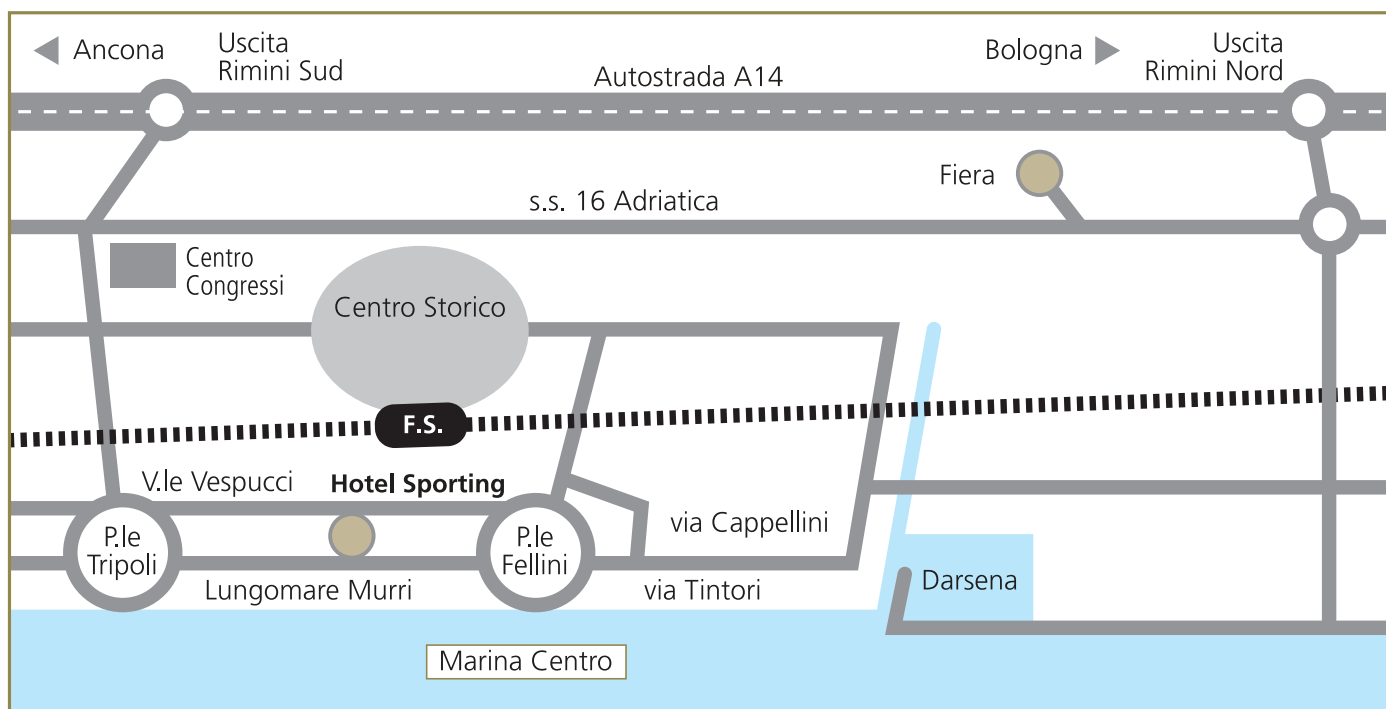 Ancona
Uscita
Rimini Sud
Autostrada A14
Bologna
Uscita
Rimini Nord
Fiera
s.s. 16 Adriatica
Centro
Congressi
Centro Storico
F.S.
V.le Vespucci
Hotel Sporting
via Cappellini
P.le
Tripoli
P.le
Fellini
Lungomare Murri
via Tintori
Darsena
Marina Centro